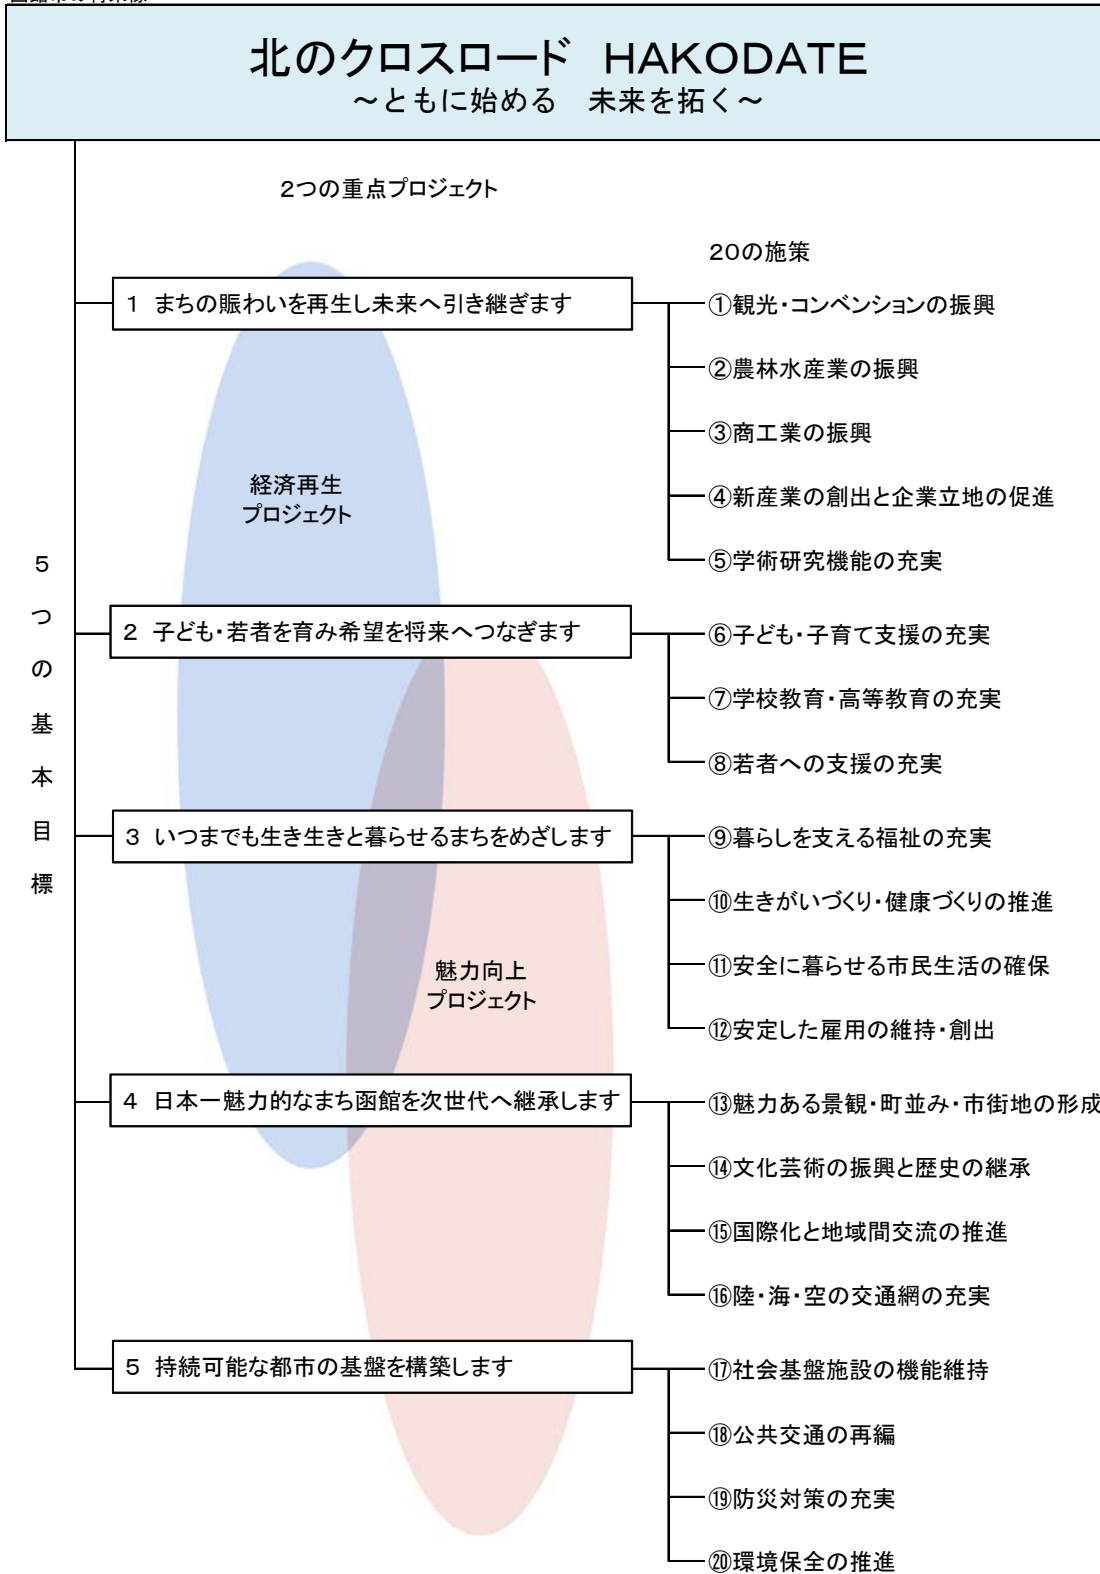 北のクロスロード HAKODATE
～ともに始める 未来を拓く～
2つの重点プロジェクト
20の施策
5つの基本目標
経済再生
プロジェクト
魅力向上
プロジェクト
1 まちの賑わいを再生し未来へ引き継ぎます
①観光・コンベンションの振興
②農林水産業の振興
③商工業の振興
④新産業の創出と企業立地の促進
⑤学術研究機能の充実
2 子ども・若者を育み希望を将来へつなぎます
⑥子ども・子育て支援の充実
⑦学校教育・高等教育の充実
⑧若者への支援の充実
3 いつまでも生き生きと暮らせるまちをめざします
⑨暮らしを支える福祉の充実
⑩生きがいづくり・健康づくりの推進
⑪安全に暮らせる市民生活の確保
⑫安定した雇用の維持・創出
4 日本一魅力的なまち函館を次世代へ継承します
⑬魅力ある景観・町並み・市街地の形成
⑭文化芸術の振興と歴史の継承
⑮国際化と地域間交流の推進
⑯陸・海・空の交通網の充実
5 持続可能な都市の基盤を構築します
⑰社会基盤施設の機能維持
⑱公共交通の再編
⑲防災対策の充実
⑳環境保全の推進